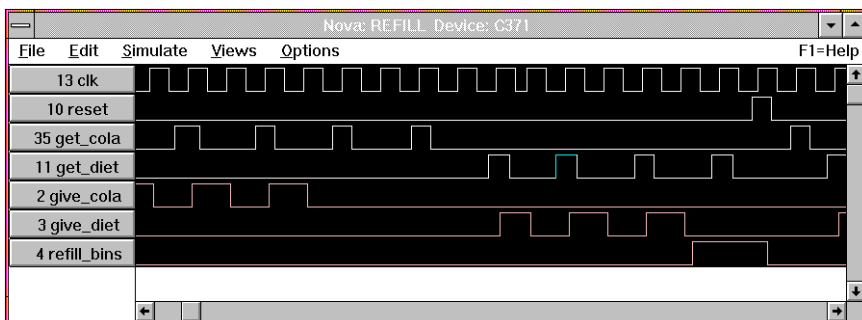 Nova: REFILL Device: C371
File Edit Simulate Views Options F1=Help
13 clk
10 reset
35 get_cola
11 get_diet
2 give_cola
3 give_diet
4 refill_bins